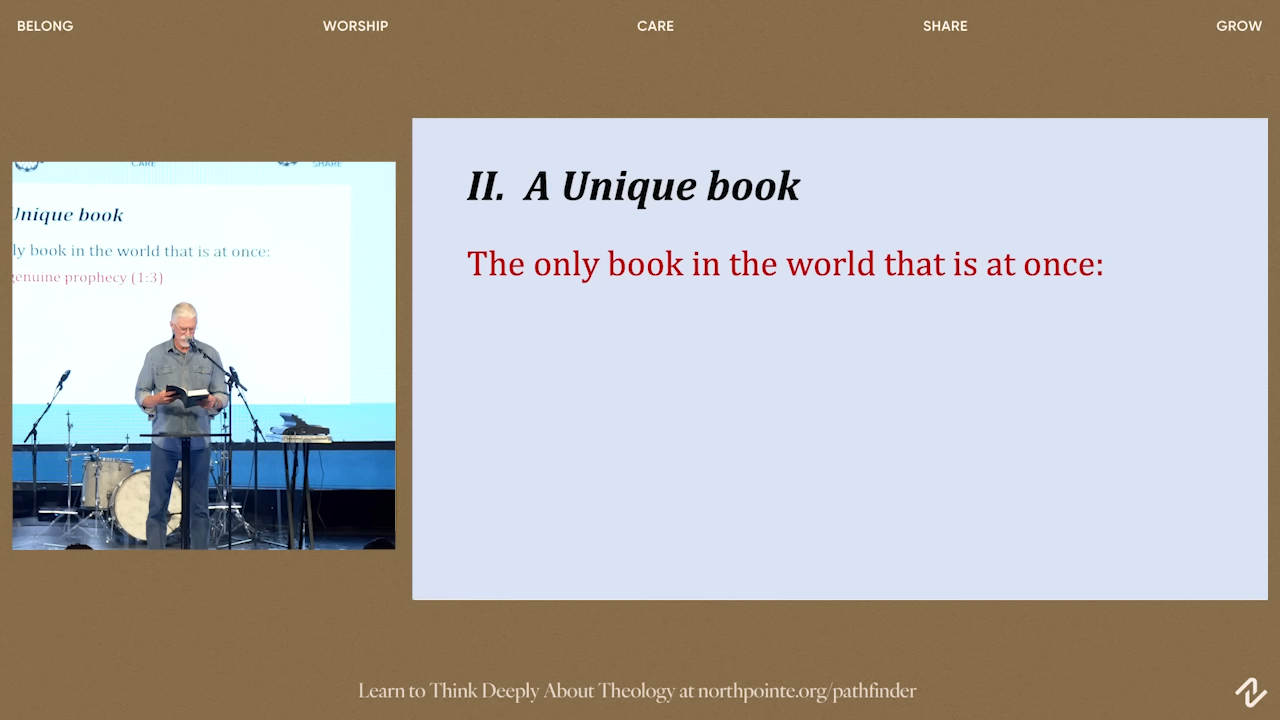 BELONG
WORSHIP
CARE
SHARE
GROW
CARE
SHARE
Unique book
ly book in the world that is at once:
genuine prophecy (1:3)
II. A Unique book
The only book in the world that is at once:
Learn to Think Deeply About Theology at northpointe.org/pathfinder